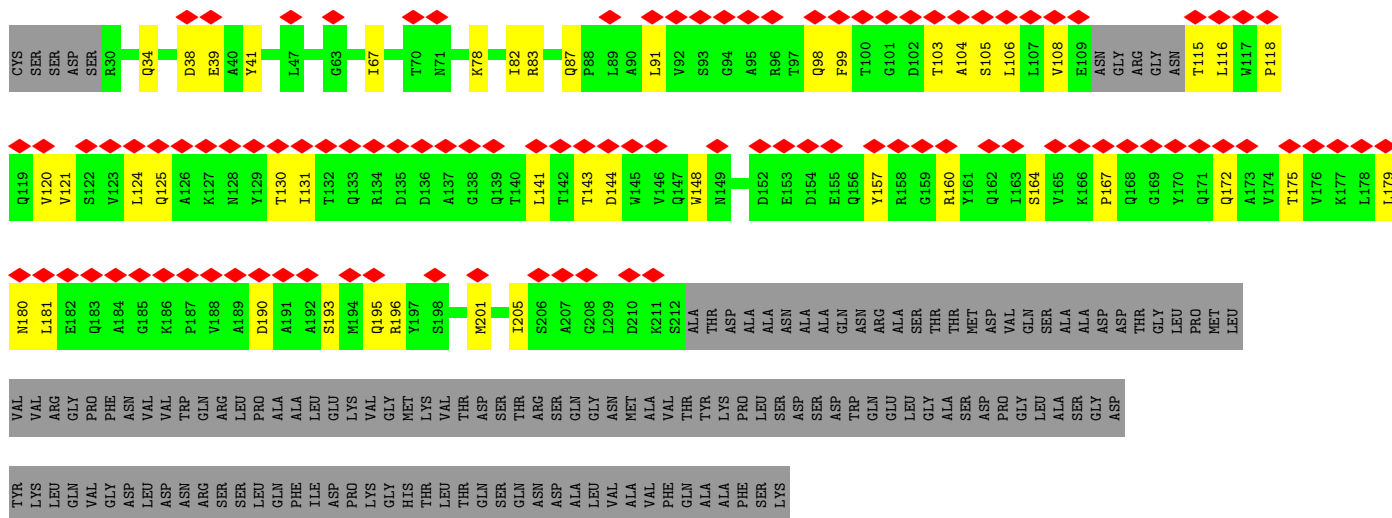 CYS SER SER ASP SER R30 Q34 D38 E39 A40 Y41 L47 G63 I67 T70 N71 K78 I82 R83 Q87 P88 L89 A90 L91 V92 S93 G94 A95 R96 T97 Q98 F99 T100 G101 D102 T103 A104 S105 L106 L107 V108 E109 ASN GLY ARG GLY ASN T115 L116 W117 P118
Q119 V120 V121 S122 V123 L124 Q125 A126 K127 N128 Y129 T130 I131 T132 Q133 R134 D135 D136 A137 G138 Q139 T140 L141 T142 T143 D144 W145 V146 Q147 W148 N149 D152 E153 D154 E155 Q156 Y157 R158 G159 R160 Y161 Q162 I163 S164 V165 K166 P167 Q168 G169 Y170 Q171 Q172 A173 V174 T175 V176 K177 L178 L179
N180 L181 E182 Q183 A184 G185 K186 P187 V188 A189 D190 A191 A192 S193 M194 Q195 R196 Y197 S198 M201 I205 S206 A207 G208 L209 D210 K211 S212 ALA THR ASP ALA ALA ASN ALA ALA GLN ASN ARG ALA SER THR THR MET ASP VAL GLN SER ALA ALA ASP ASP THR GLY LEU PRO MET LEU
VAL VAL ARG GLY PRO PHE ASN VAL VAL TRP GLN ARG LEU PRO ALA ALA LEU GLU LYS VAL GLY MET LYS VAL THR ASP SER THR ARG SER GLN GLY ASN MET ALA VAL THR TYR LYS PRO LEU SER ASP SER ASP TRP GLN GLU LEU GLY ALA SER ASP PRO GLY LEU ALA SER GLY ASP
TYR LYS LEU GLN VAL GLY ASP LEU ASP ASN ARG SER SER LEU GLN PHE ILE ASP PRO LYS GLY HIS THR LEU THR GLN SER GLN ASN ASP ALA LEU VAL ALA VAL PHE GLN ALA ALA PHE SER LYS